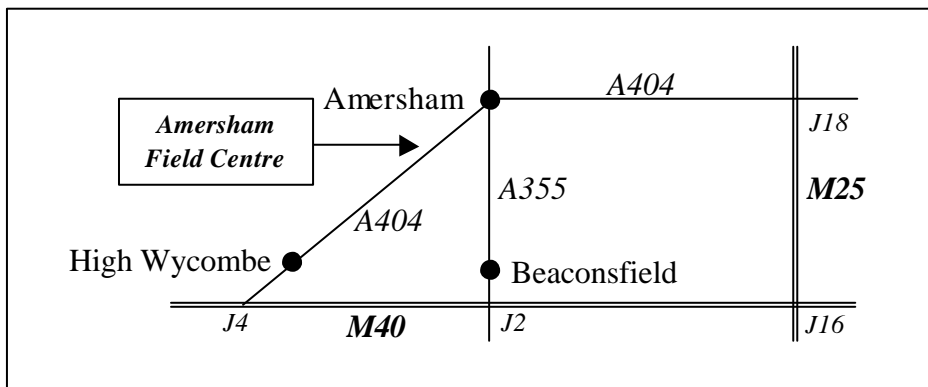 A404
Amersham
J18
Amersham
Field Centre
A355
M25
A404
High Wycombe
Beaconsfield
J4
M40
J2
J16